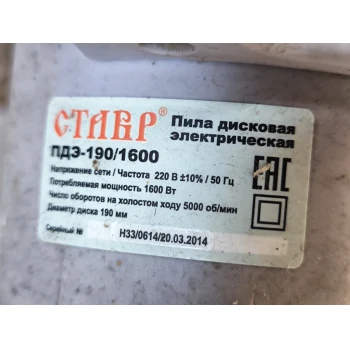 СТАВР®
Пила дисковая
электрическая
ПДЭ-190/1600
Напряжение сети / Частота 220 В ±10% / 50 Гц
Потребляемая мощность 1600 Вт
Число оборотов на холостом ходу 5000 об/мин
Диаметр диска 190 мм
Серийный № Н33/0614/20.03.2014
EAC